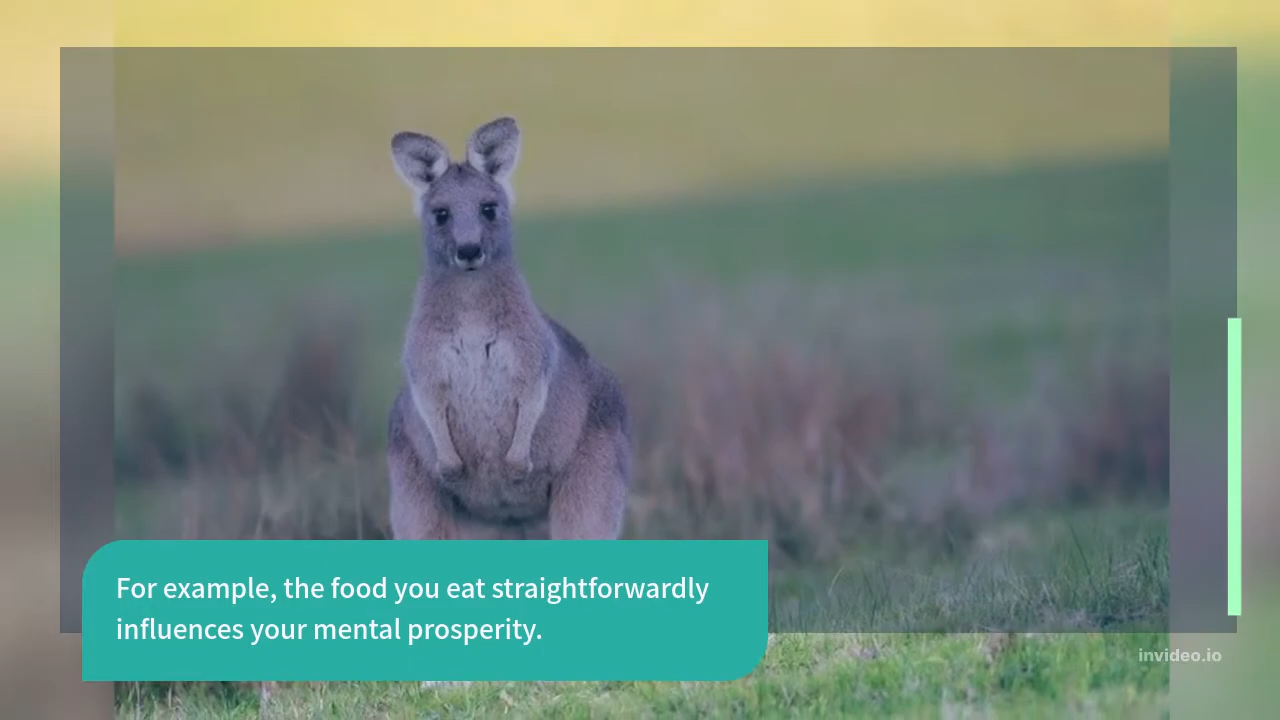 For example, the food you eat straightforwardly
influences your mental prosperity.
invideo.io